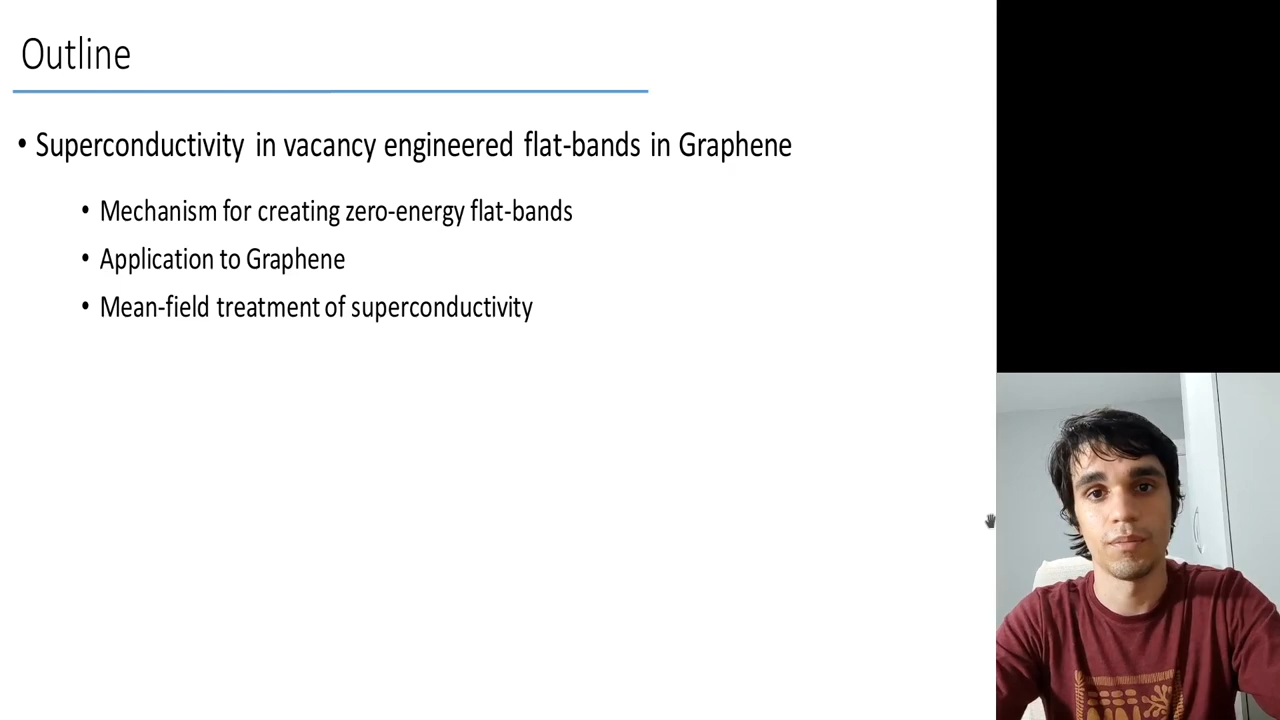 Outline
• Superconductivity in vacancy engineered flat-bands in Graphene
• Mechanism for creating zero-energy flat-bands
• Application to Graphene
• Mean-field treatment of superconductivity